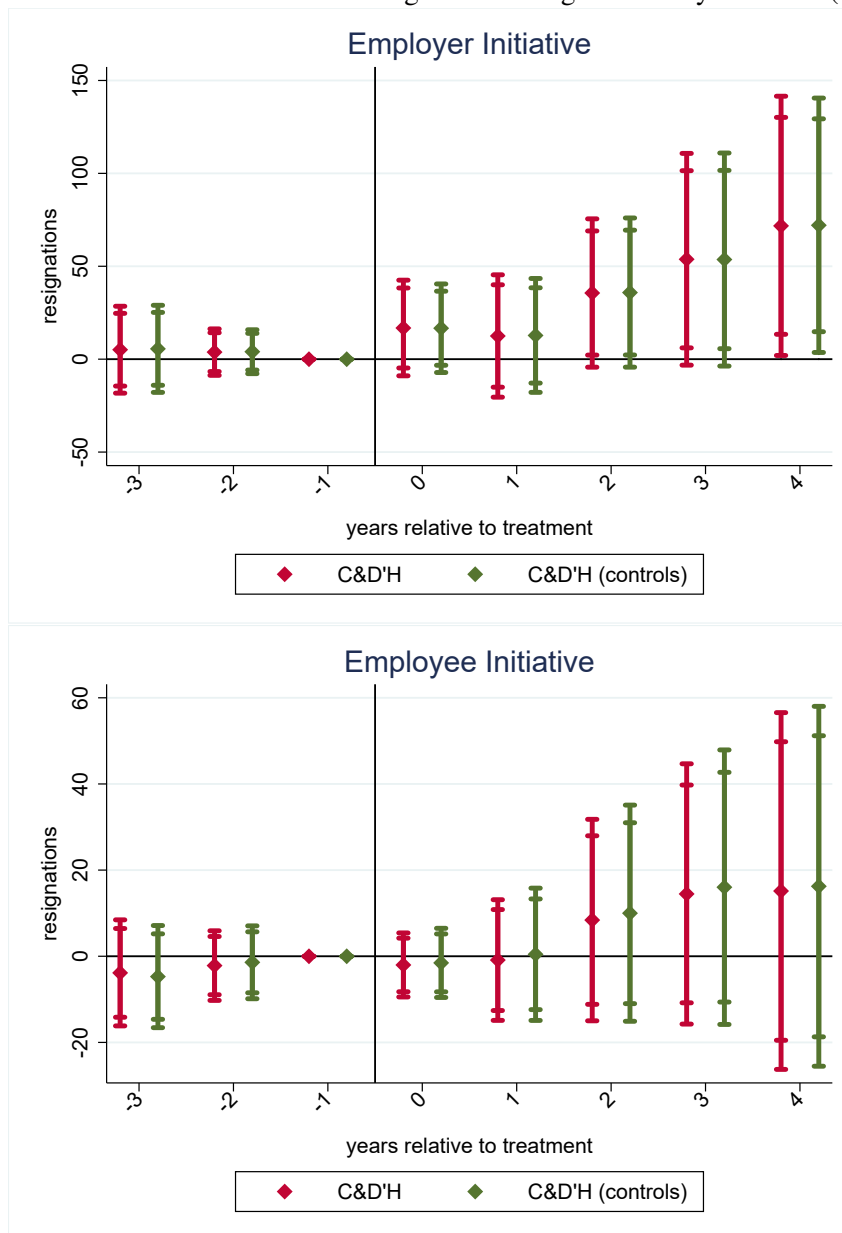 Employer Initiative
150
100
50
0
-50
resignations
-3 -2 -1 0 1 2 3 4
years relative to treatment
C&D'H C&D'H (controls)
Employee Initiative
60
40
20
0
-20
resignations
-3 -2 -1 0 1 2 3 4
years relative to treatment
C&D'H C&D'H (controls)